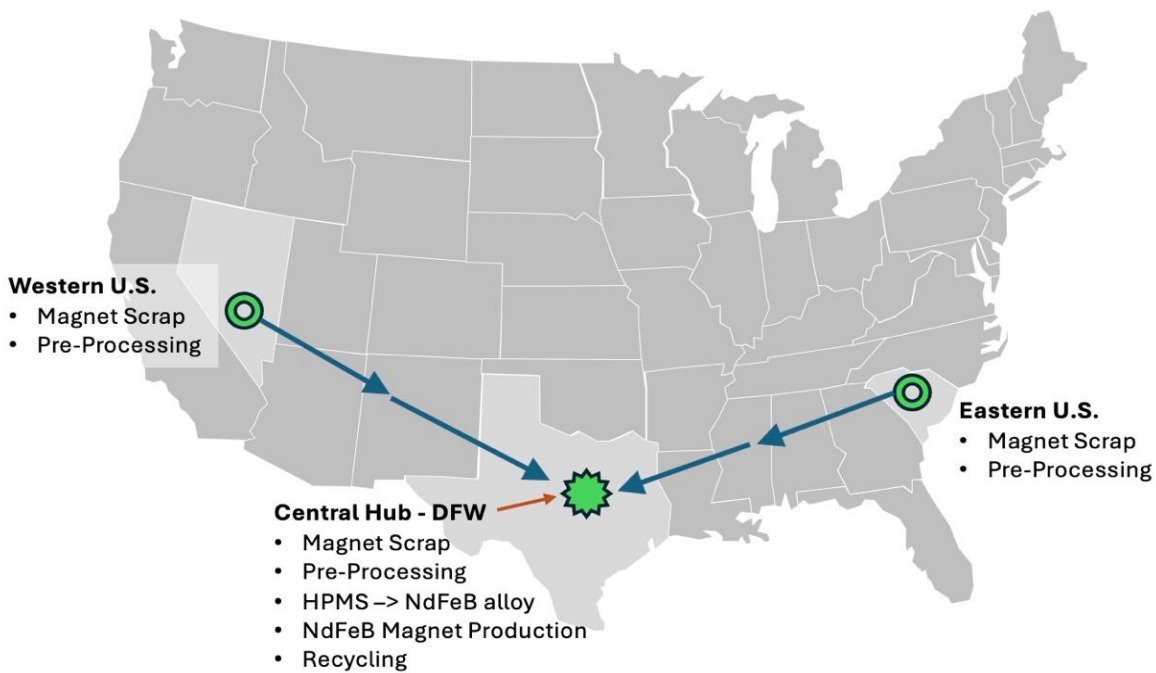 Western U.S.
• Magnet Scrap
• Pre-Processing
Eastern U.S.
• Magnet Scrap
• Pre-Processing
Central Hub - DFW
• Magnet Scrap
• Pre-Processing
• HPMS –> NdFeB alloy
• NdFeB Magnet Production
• Recycling